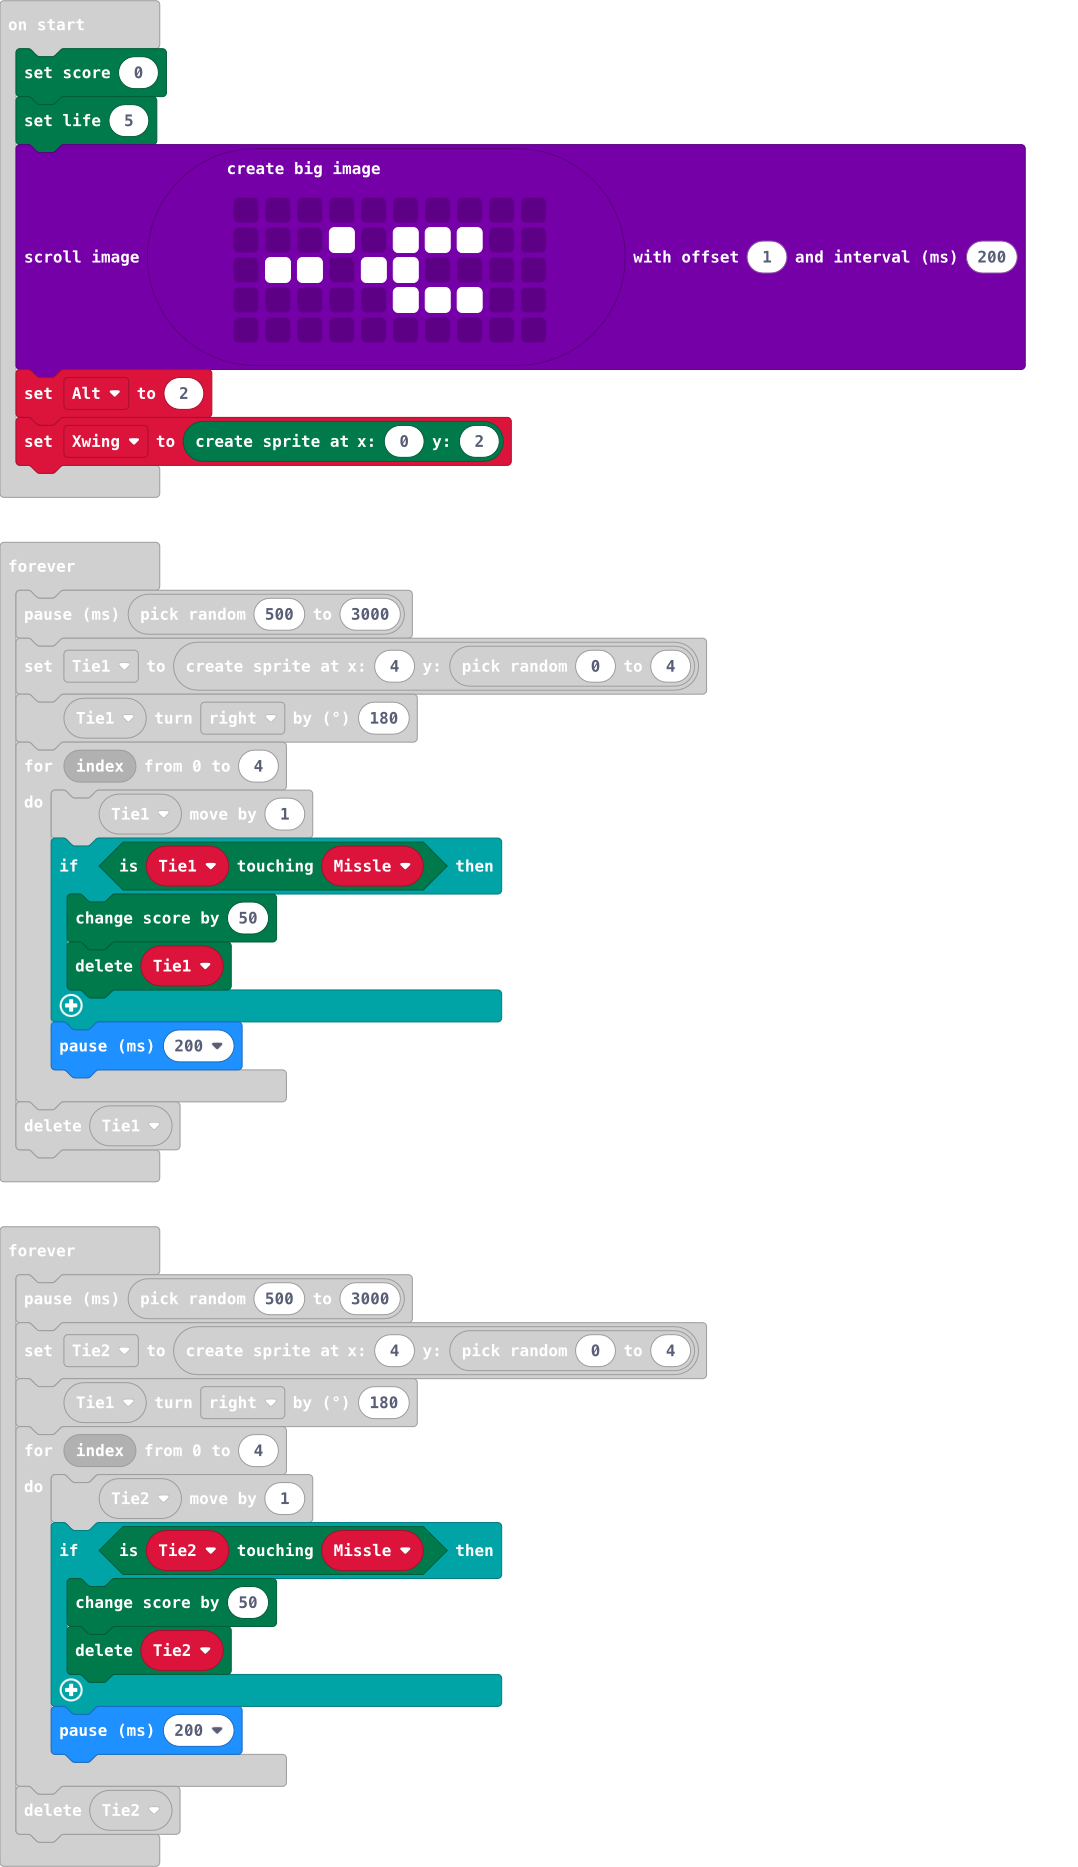 on start
set score 0
set life 5
create big image
scroll image with offset 1 and interval (ms) 200
set Alt to 2
set Xwing to create sprite at x: 0 y: 2
forever
pause (ms) pick random 500 to 3000
set Tie1 to create sprite at x: 4 y: pick random 0 to 4
Tie1 turn right by (°) 180
for index from 0 to 4
do
Tie1 move by 1
if is Tie1 touching Missle then
change score by 50
delete Tie1
pause (ms) 200
delete Tie1
forever
pause (ms) pick random 500 to 3000
set Tie2 to create sprite at x: 4 y: pick random 0 to 4
Tie1 turn right by (°) 180
for index from 0 to 4
do
Tie2 move by 1
if is Tie2 touching Missle then
change score by 50
delete Tie2
pause (ms) 200
delete Tie2